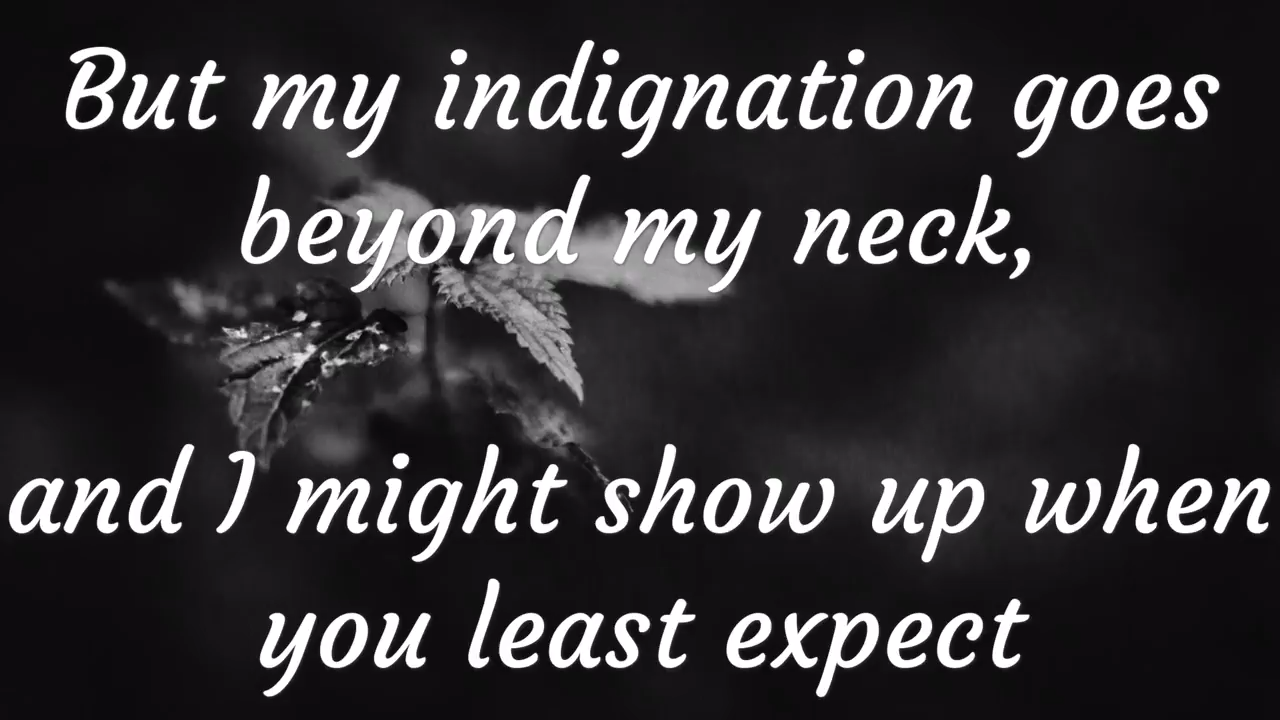 But my indignation goes
beyond my neck,
and I might show up when
you least expect